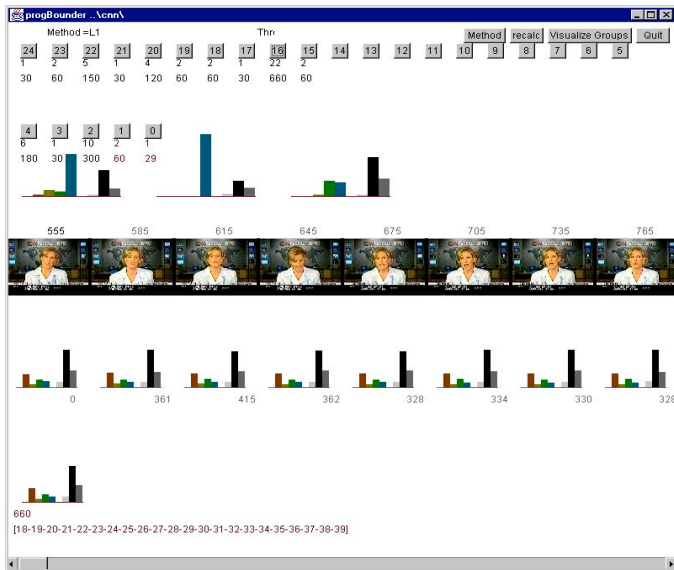 progBounder ..\cnn\
Method =L1
24 23 22 21 20 19 18 17 16 15 14 13 12 11 10 9 8 7 6 5
Method recalc Visualize Groups Quit
1 2 5 1 4 2 2 1 22 2
30 60 150 30 120 60 60 30 660 60
4 3 2 1 0
6 1 10 2 1
180 30 300 60 29
555 585 615 645 675 705 735 765
0 361 415 362 328 334 330 328
660
[18-19-20-21-22-23-24-25-26-27-28-29-30-31-32-33-34-35-36-37-38-39]